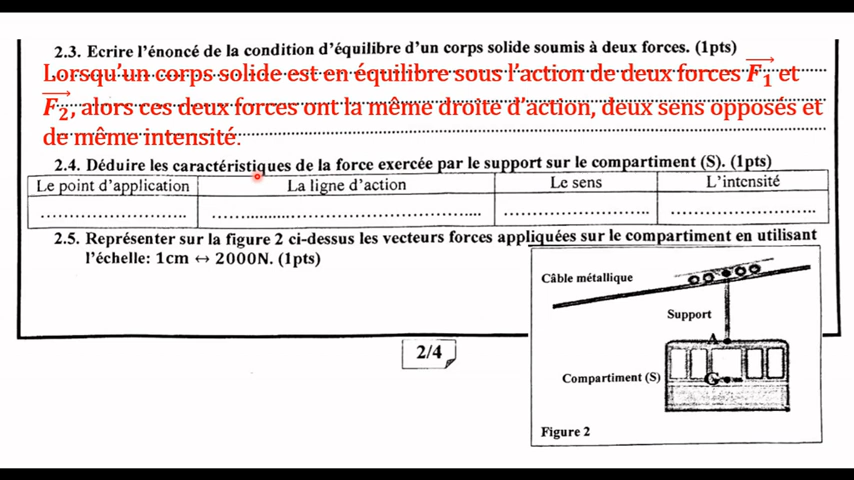 2.3. Ecrire l'énoncé de la condition d'équilibre d'un corps solide soumis à deux forces. (1pts)
Lorsqu'un corps solide est en équilibre sous l'action de deux forces F₁ et
F₂, alors ces deux forces ont la même droite d'action, deux sens opposés et
de même intensité.
2.4. Déduire les caractéristiques de la force exercée par le support sur le compartiment (S). (1pts)
Le point d'application La ligne d'action Le sens L'intensité
2.5. Représenter sur la figure 2 ci-dessus les vecteurs forces appliquées sur le compartiment en utilisant
l'échelle: 1cm ↔ 2000N. (1pts)
Câble métallique
Support
A
Compartiment (S)
G
Figure 2
2/4